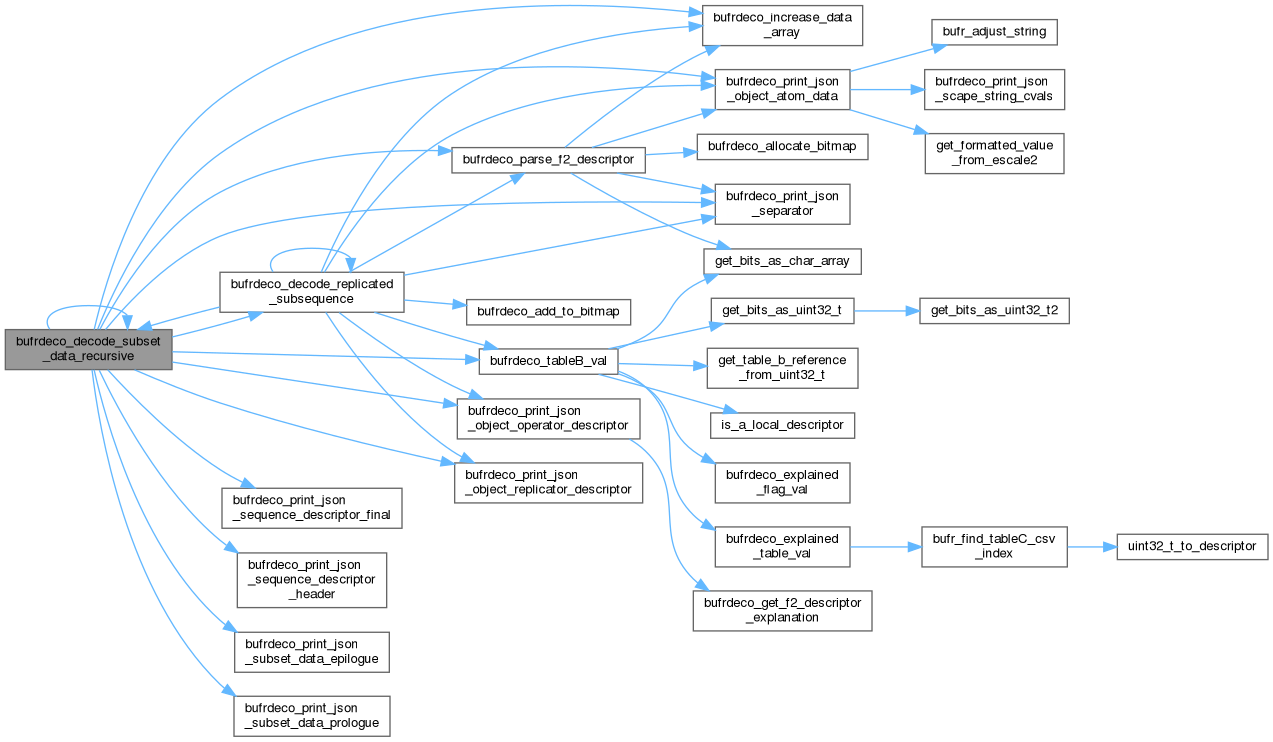 bufrdeco_decode_subset
_data_recursive
bufrdeco_decode_replicated
_subsequence
bufrdeco_print_json
_sequence_descriptor_final
bufrdeco_print_json
_sequence_descriptor
_header
bufrdeco_print_json
_subset_data_epilogue
bufrdeco_print_json
_subset_data_prologue
bufrdeco_parse_f2_descriptor
bufrdeco_add_to_bitmap
bufrdeco_tableB_val
bufrdeco_print_json
_object_operator_descriptor
bufrdeco_print_json
_object_replicator_descriptor
bufrdeco_increase_data
_array
bufrdeco_print_json
_object_atom_data
bufrdeco_allocate_bitmap
bufrdeco_print_json
_separator
get_bits_as_char_array
get_bits_as_uint32_t
get_table_b_reference
_from_uint32_t
is_a_local_descriptor
bufrdeco_explained
_flag_val
bufrdeco_explained
_table_val
bufrdeco_get_f2_descriptor
_explanation
bufr_adjust_string
bufrdeco_print_json
_scape_string_cvals
get_formatted_value
_from_escale2
get_bits_as_uint32_t2
bufr_find_tableC_csv
_index
uint32_t_to_descriptor